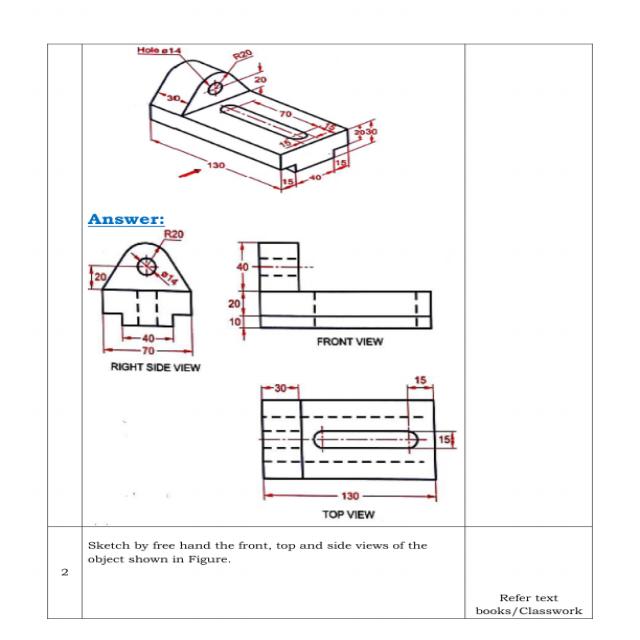 Hole ø14
R20
20
30
70
15
15
20 30
130
15
40
15
Answer:
R20
20
ø14
40
70
RIGHT SIDE VIEW
40
20
10
FRONT VIEW
30
15
15
130
TOP VIEW
2
Sketch by free hand the front, top and side views of the
object shown in Figure.
Refer text
books/Classwork